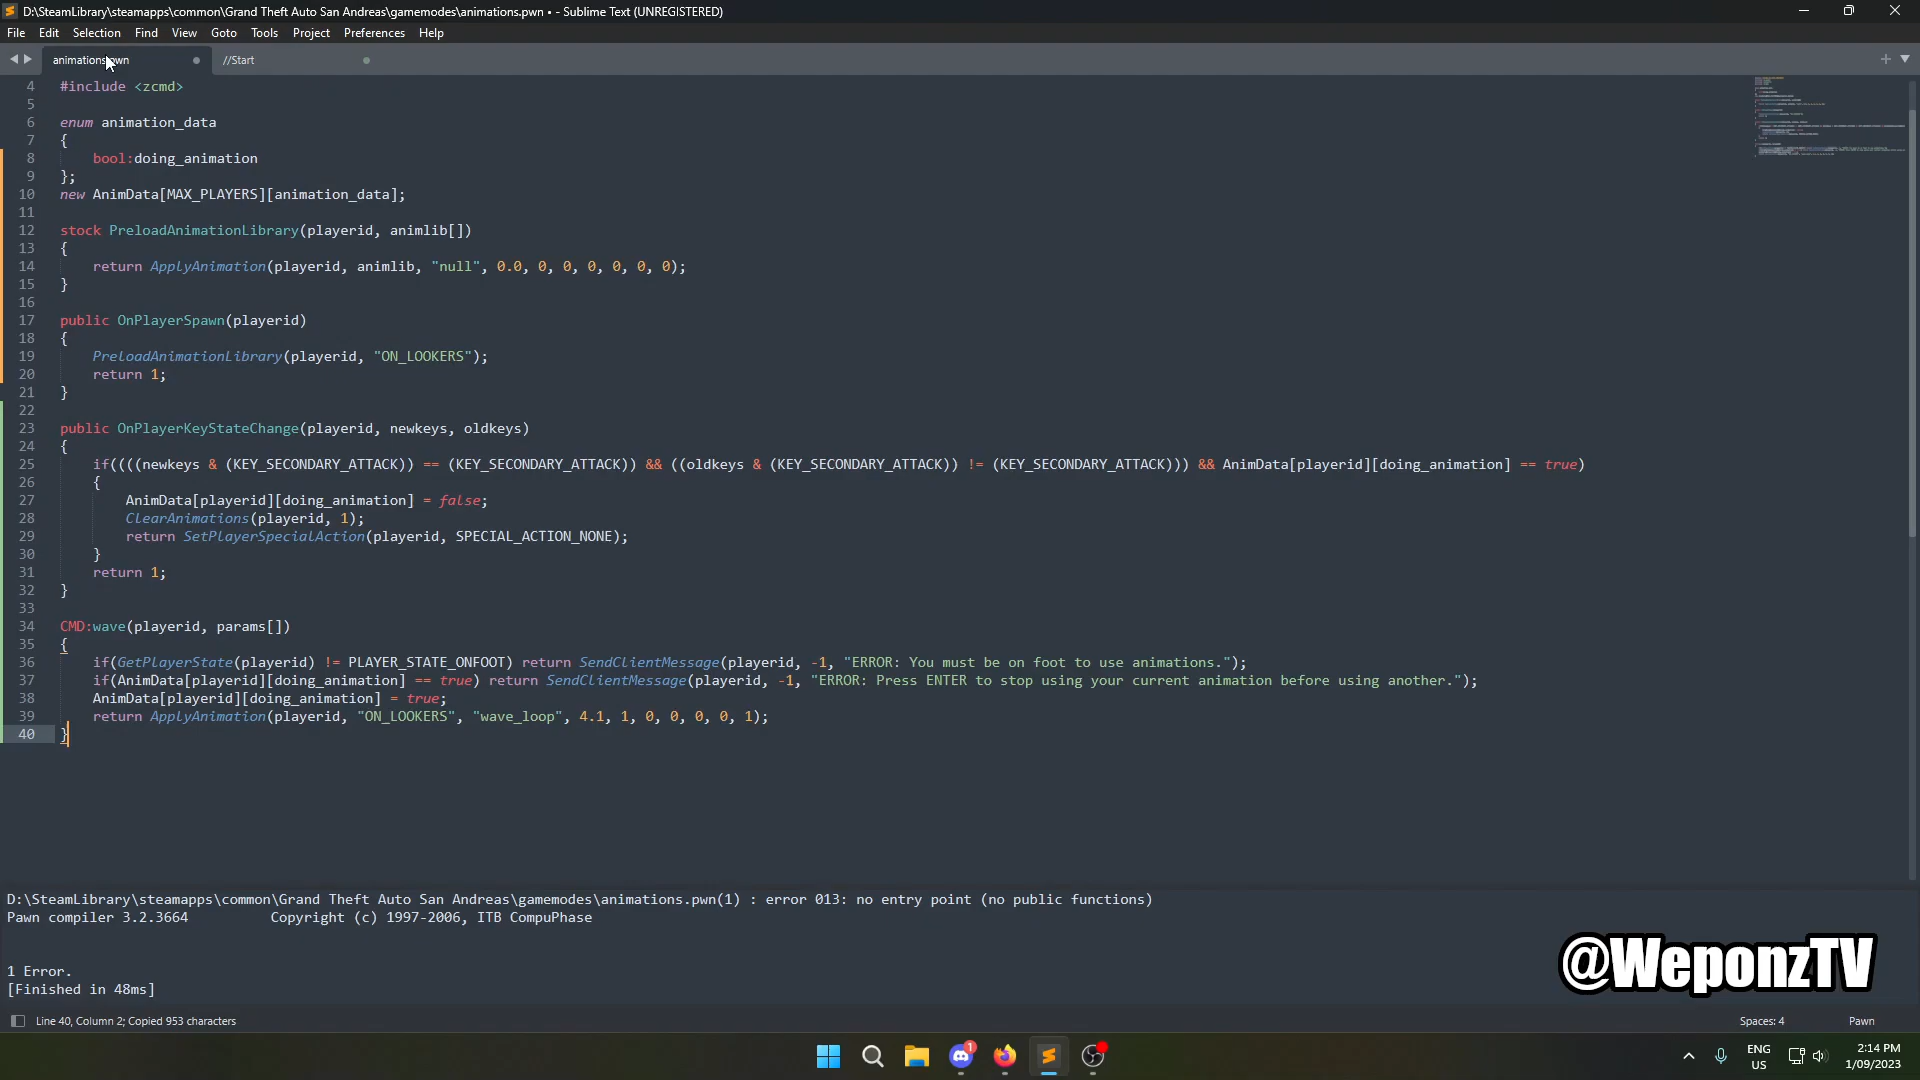 D:\SteamLibrary\steamapps\common\Grand Theft Auto San Andreas\gamemodes\animations.pwn • - Sublime Text (UNREGISTERED)
File Edit Selection Find View Goto Tools Project Preferences Help
animations.pwn //Start
4 #include <zcmd>
5
6 enum animation_data
7 {
8 bool:doing_animation
9 };
10 new AnimData[MAX_PLAYERS][animation_data];
11
12 stock PreloadAnimationLibrary(playerid, animlib[])
13 {
14 return ApplyAnimation(playerid, animlib, "null", 0.0, 0, 0, 0, 0, 0, 0);
15 }
16
17 public OnPlayerSpawn(playerid)
18 {
19 PreloadAnimationLibrary(playerid, "ON_LOOKERS");
20 return 1;
21 }
22
23 public OnPlayerKeyStateChange(playerid, newkeys, oldkeys)
24 {
25 if((((newkeys & (KEY_SECONDARY_ATTACK)) == (KEY_SECONDARY_ATTACK)) && ((oldkeys & (KEY_SECONDARY_ATTACK)) != (KEY_SECONDARY_ATTACK))) && AnimData[playerid][doing_animation] == true)
26 {
27 AnimData[playerid][doing_animation] = false;
28 ClearAnimations(playerid, 1);
29 return SetPlayerSpecialAction(playerid, SPECIAL_ACTION_NONE);
30 }
31 return 1;
32 }
33
34 CMD:wave(playerid, params[])
35 {
36 if(GetPlayerState(playerid) != PLAYER_STATE_ONFOOT) return SendClientMessage(playerid, -1, "ERROR: You must be on foot to use animations.");
37 if(AnimData[playerid][doing_animation] == true) return SendClientMessage(playerid, -1, "ERROR: Press ENTER to stop using your current animation before using another.");
38 AnimData[playerid][doing_animation] = true;
39 return ApplyAnimation(playerid, "ON_LOOKERS", "wave_loop", 4.1, 1, 0, 0, 0, 0, 1);
40 }
D:\SteamLibrary\steamapps\common\Grand Theft Auto San Andreas\gamemodes\animations.pwn(1) : error 013: no entry point (no public functions)
Pawn compiler 3.2.3664 Copyright (c) 1997-2006, ITB CompuPhase
1 Error.
[Finished in 48ms]
@WeponzTV
Line 40, Column 2; Copied 953 characters Spaces: 4 Pawn
1
ENG
US
2:14 PM
1/09/2023